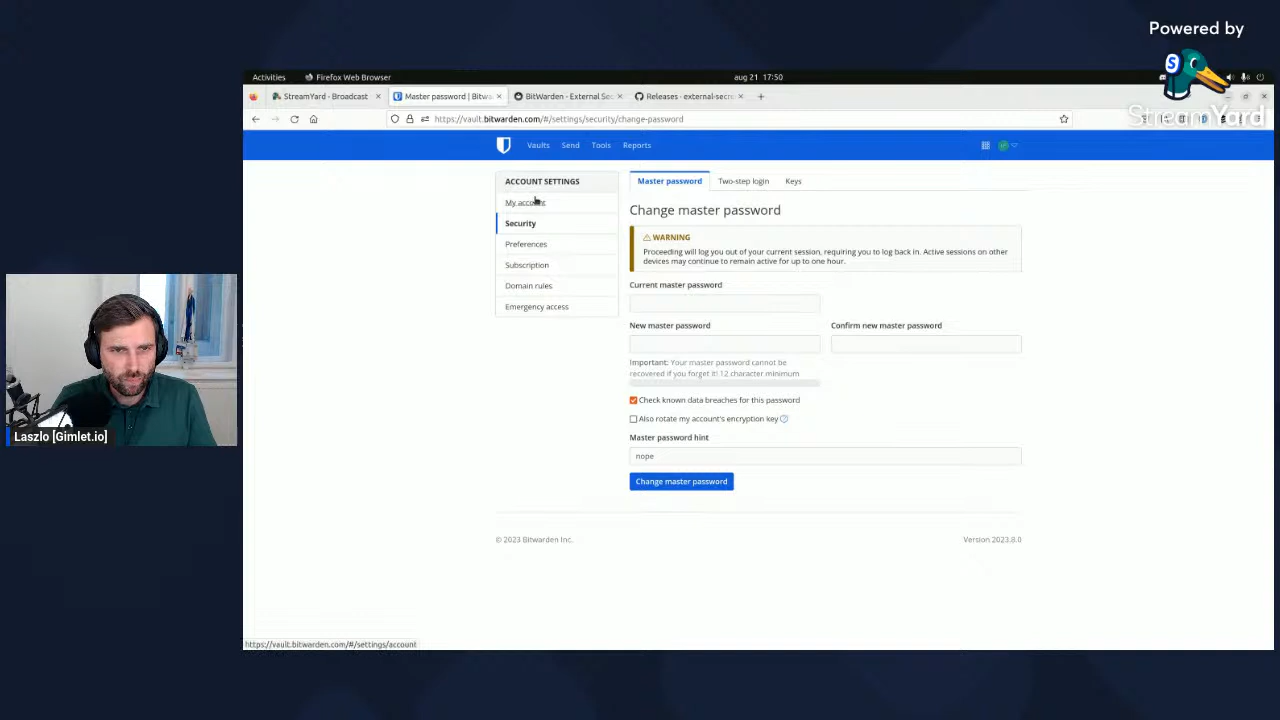 Powered by
S
StreamYard
Activities
Firefox Web Browser
aug 21 17:50
StreamYard - Broadcast
Master password | Bitwa
BitWarden - External Sec
Releases · external-secre
https://vault.bitwarden.com/#/settings/security/change-password
Vaults
Send
Tools
Reports
ACCOUNT SETTINGS
My account
Security
Preferences
Subscription
Domain rules
Emergency access
Master password
Two-step login
Keys
Change master password
WARNING
Proceeding will log you out of your current session, requiring you to log back in. Active sessions on other
devices may continue to remain active for up to one hour.
Current master password
New master password
Confirm new master password
Important: Your master password cannot be
recovered if you forget it! 12 character minimum
Check known data breaches for this password
Also rotate my account's encryption key
Master password hint
nope
Change master password
© 2023 Bitwarden Inc.
Version 2023.8.0
https://vault.bitwarden.com/#/settings/account
Laszlo [Gimlet.io]